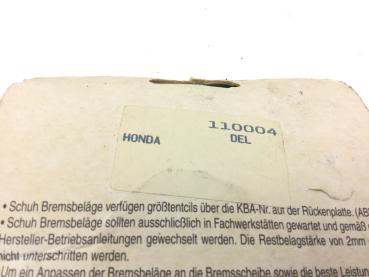 110004
HONDA DEL
• Schuh Bremsbeläge verfügen größtenteils über die KBA-Nr. auf der Rückenplatte. (ABE
• Schuh Bremsbeläge sollten ausschließlich in Fachwerkstätten gewartet und gemäß
Hersteller-Betriebsanleitungen gewechselt werden. Die Restbelagstärke von 2mm
nicht unterschritten werden.
Um ein Anpassen der Bremsbeläge an die Bremsscheibe sowie die beste Leistun